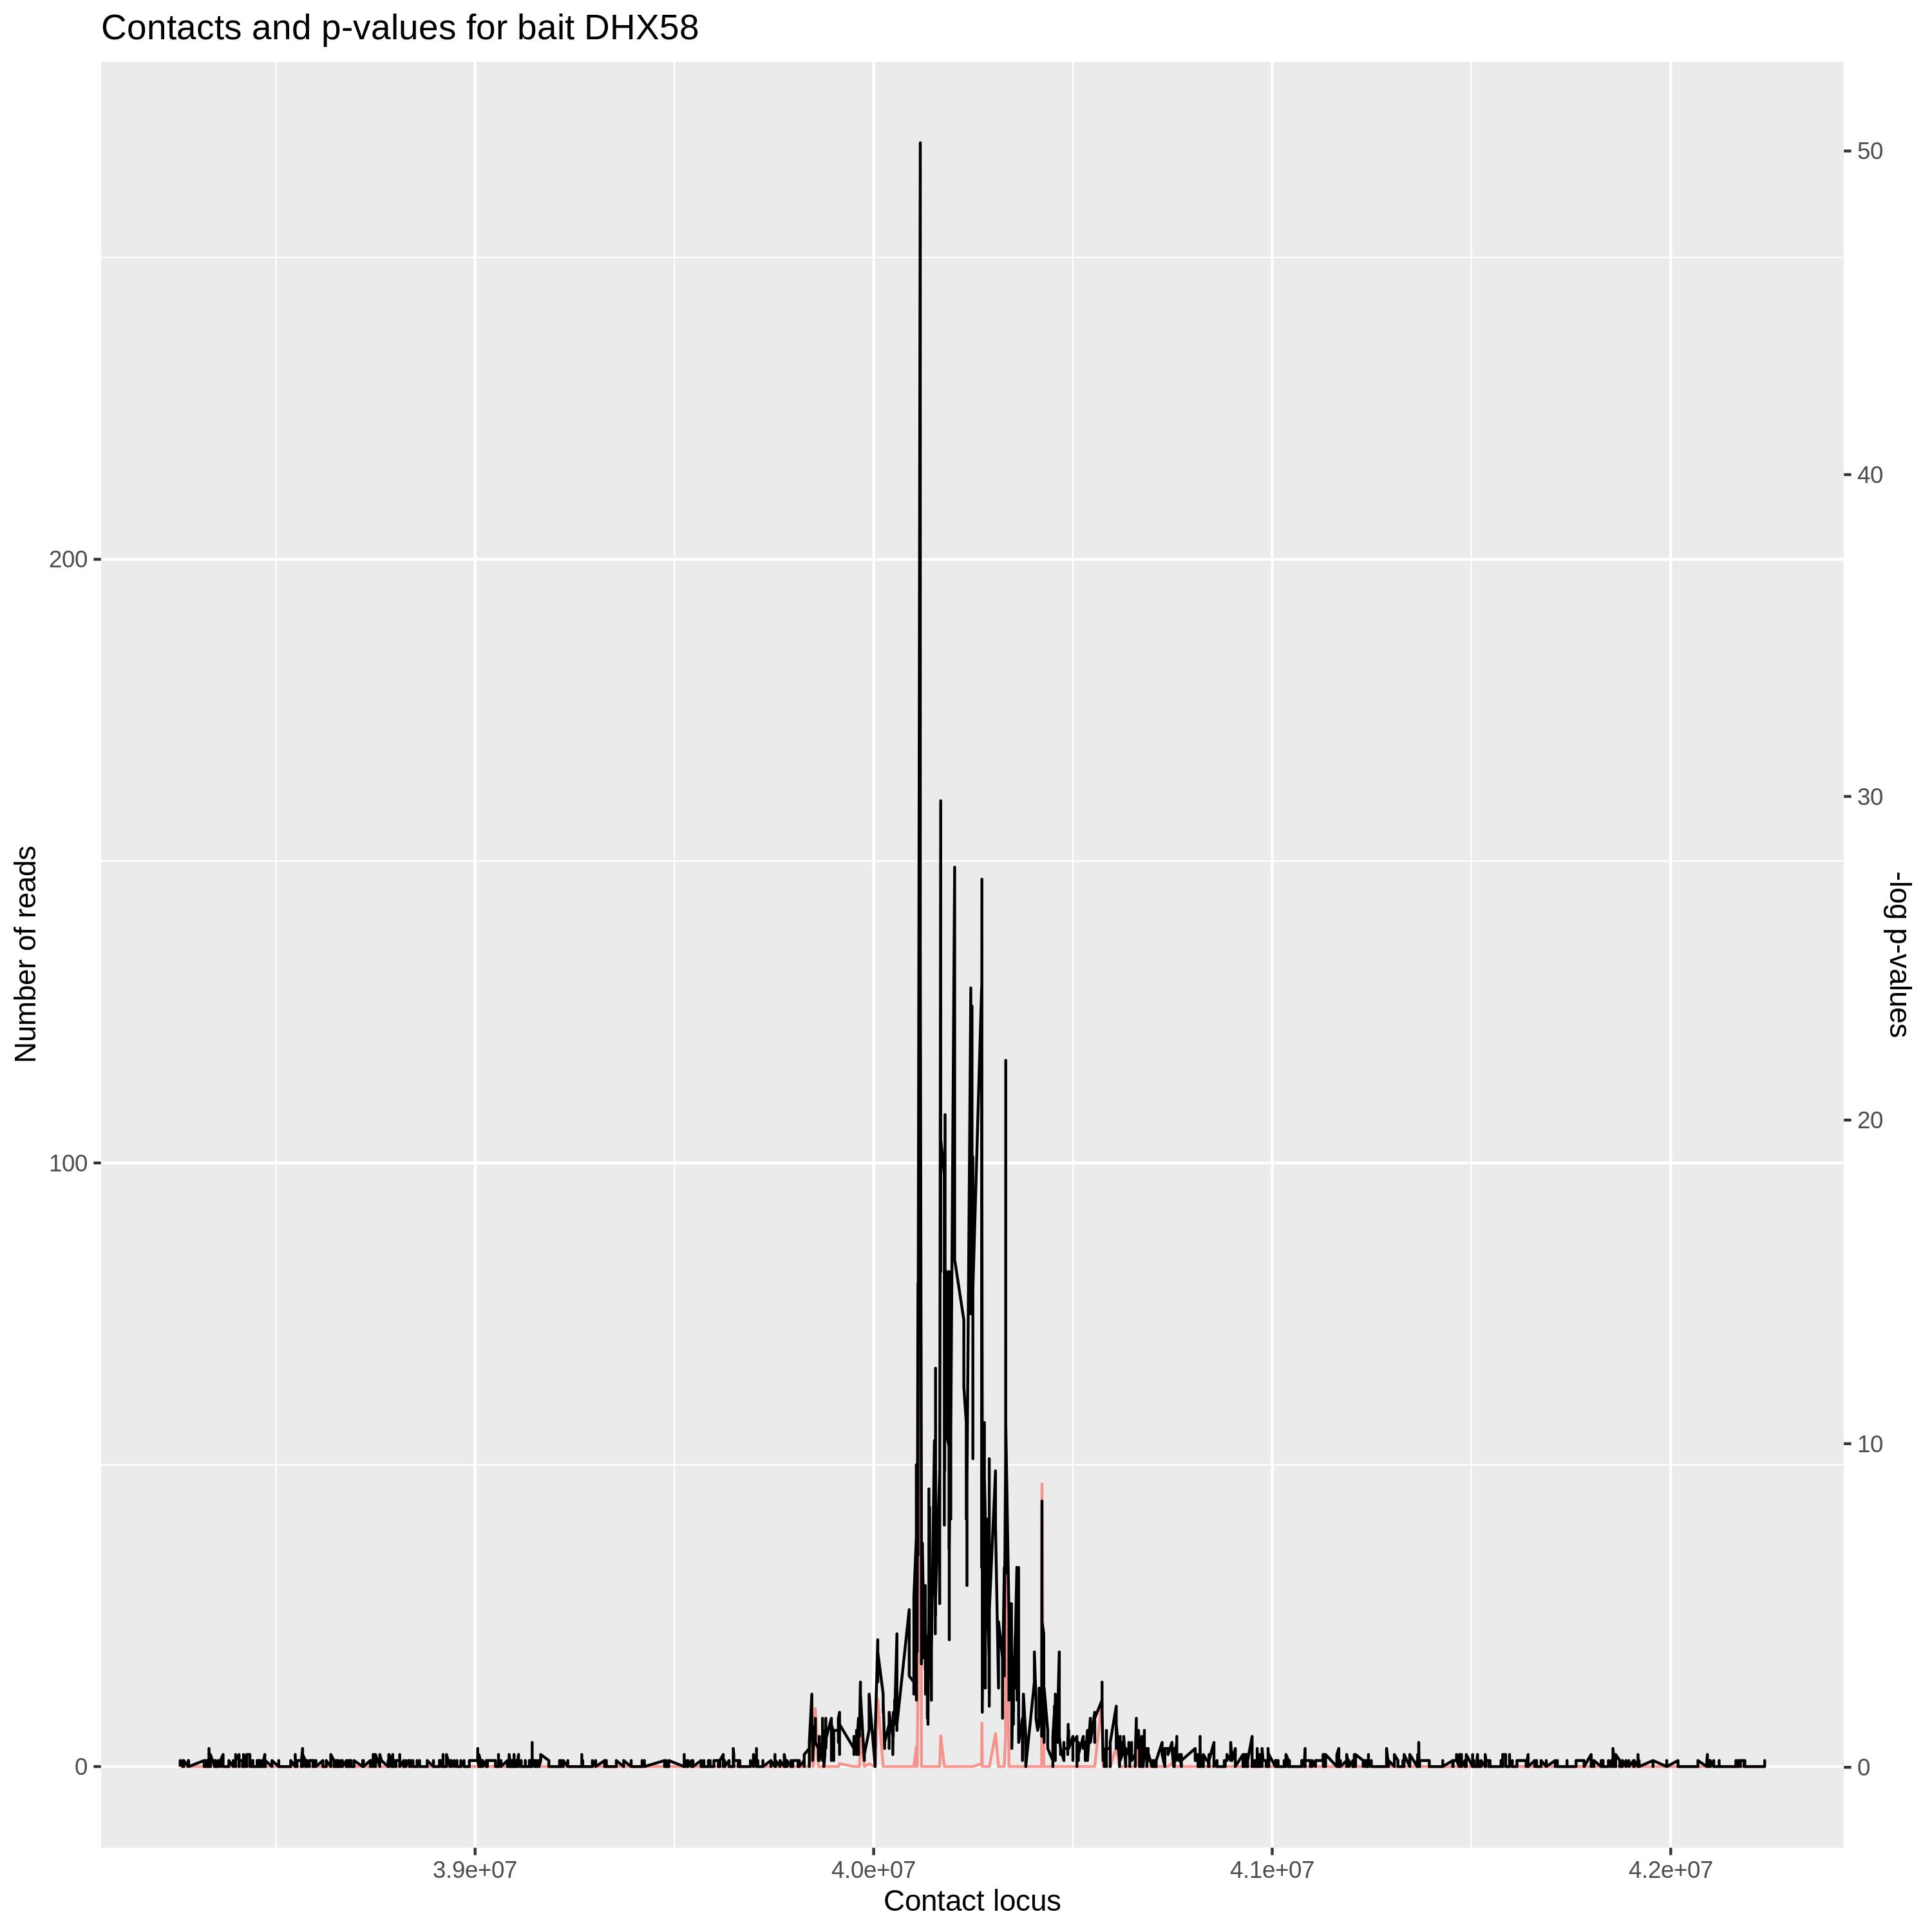 Contacts and p-values for bait DHX58
50
40
200
30
Number of reads
-log p-values
20
100
10
0
0
3.9e+07
4.0e+07
4.1e+07
4.2e+07
Contact locus